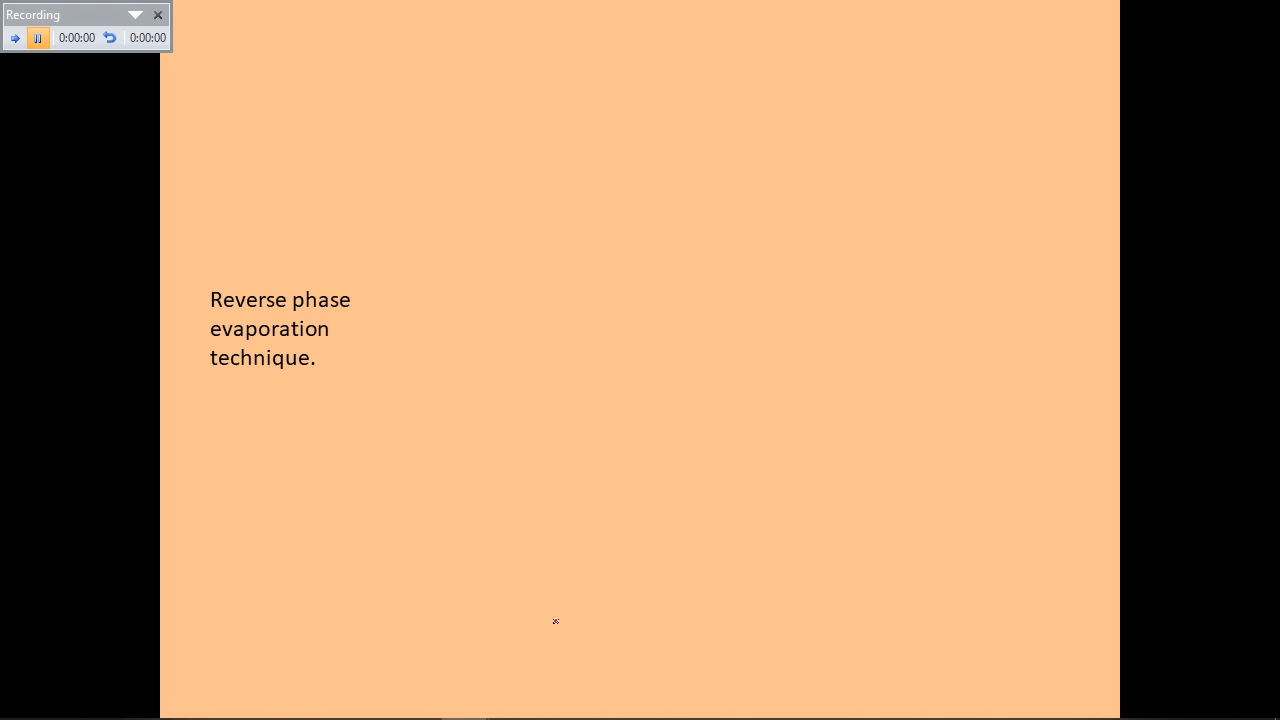 Recording
0:00:00 0:00:00
Reverse phase
evaporation
technique.